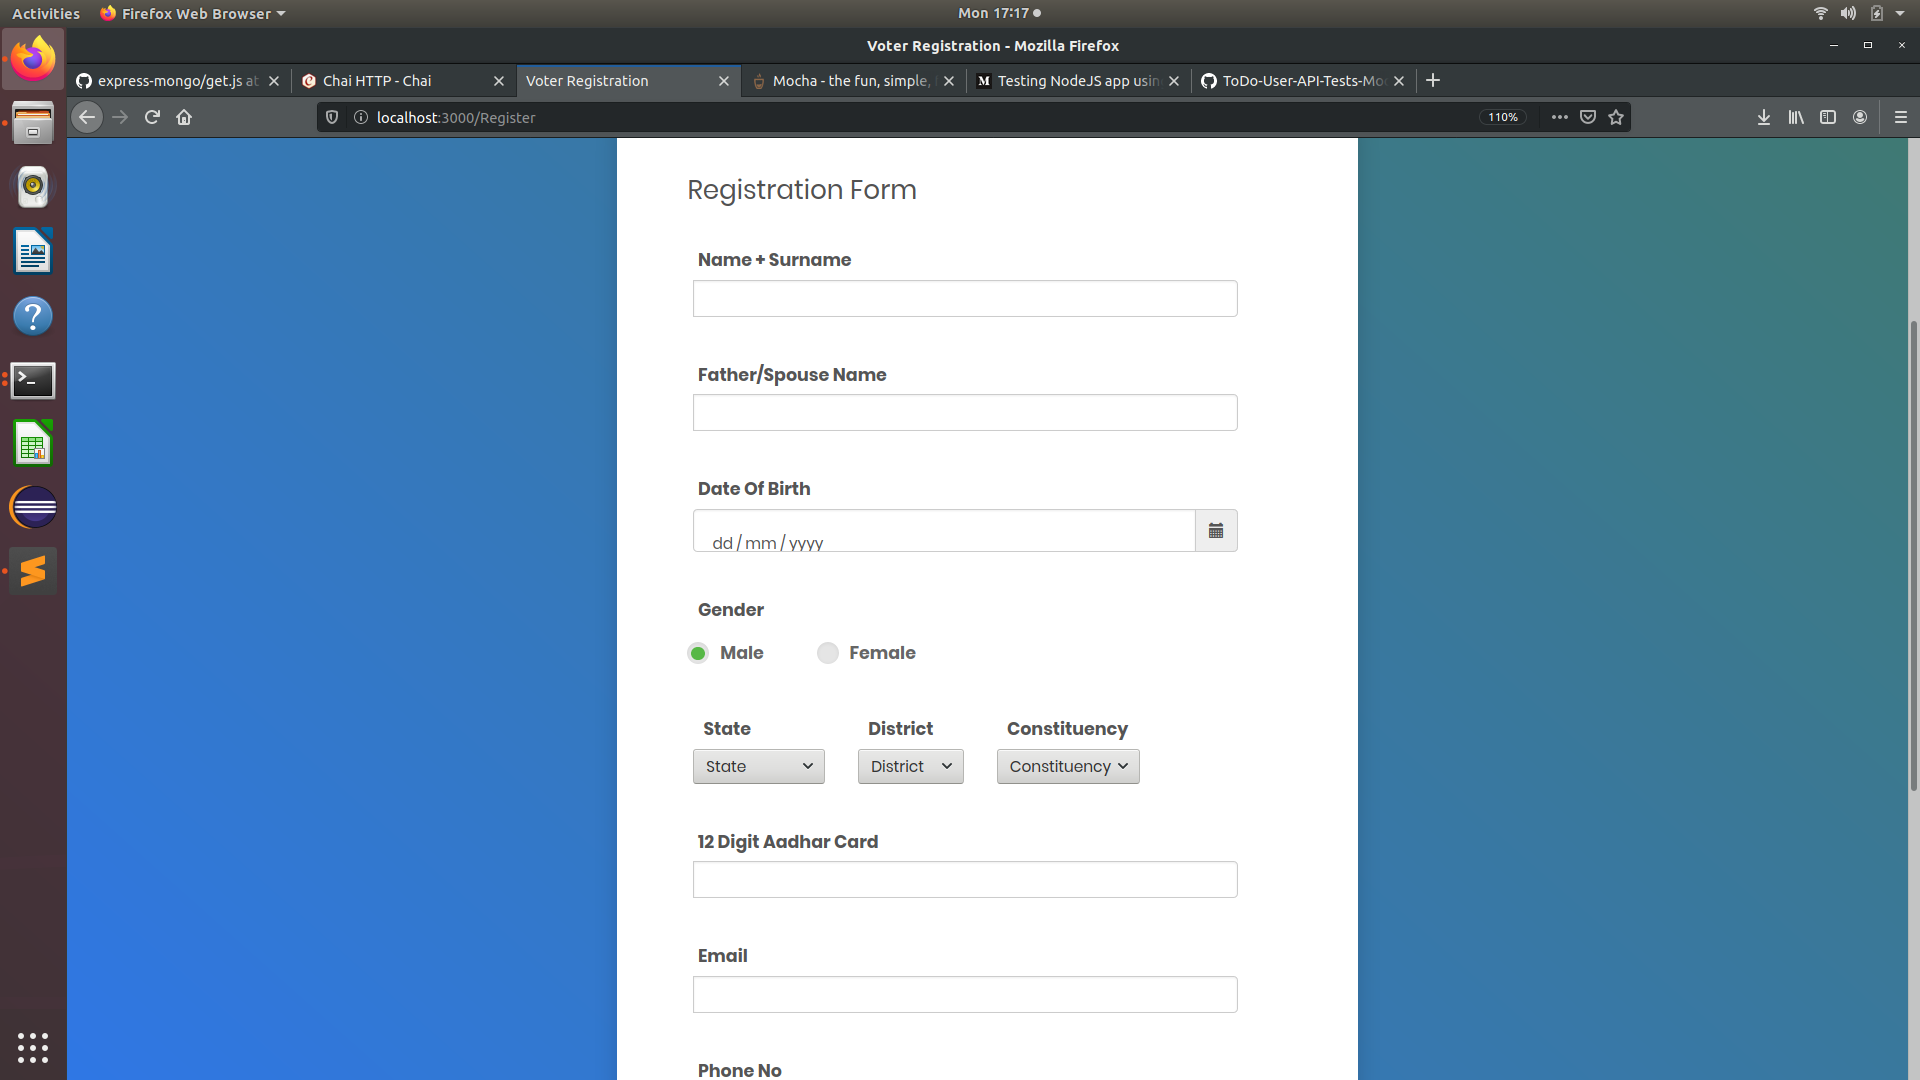 Activities Firefox Web Browser Mon 17:17
Voter Registration - Mozilla Firefox
express-mongo/get.js at Chai HTTP - Chai Voter Registration Mocha - the fun, simple, Testing NodeJS app using ToDo-User-API-Tests-Mo
localhost:3000/Register 110%
Registration Form
Name + Surname
Father/Spouse Name
Date Of Birth
dd / mm / yyyy
Gender
Male Female
State District Constituency
State District Constituency
12 Digit Aadhar Card
Email
Phone No